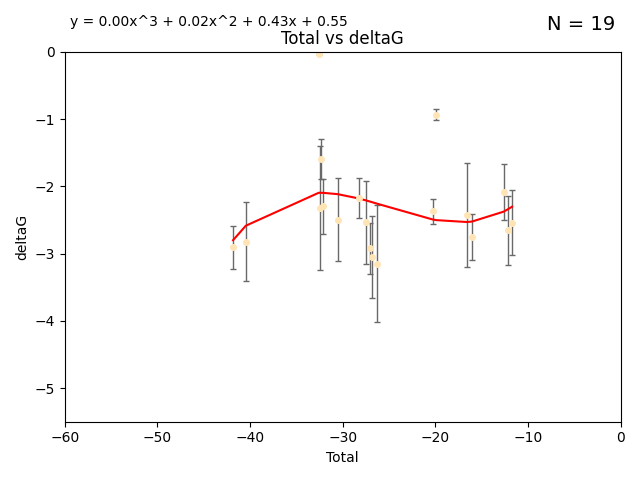 y = 0.00x^3 + 0.02x^2 + 0.43x + 0.55
N = 19
Total vs deltaG
0
−1
−2
−3
−4
−5
deltaG
−60 −50 −40 −30 −20 −10 0
Total